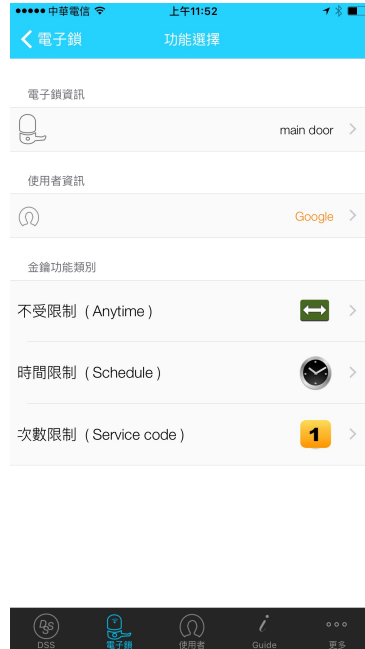 中華電信 上午11:52
電子鎖 功能選擇
電子鎖資訊
main door
使用者資訊
Google
金鑰功能類別
不受限制 ( Anytime )
時間限制 ( Schedule )
次數限制 ( Service code )
1
DSS 電子鎖 使用者 Guide 更多